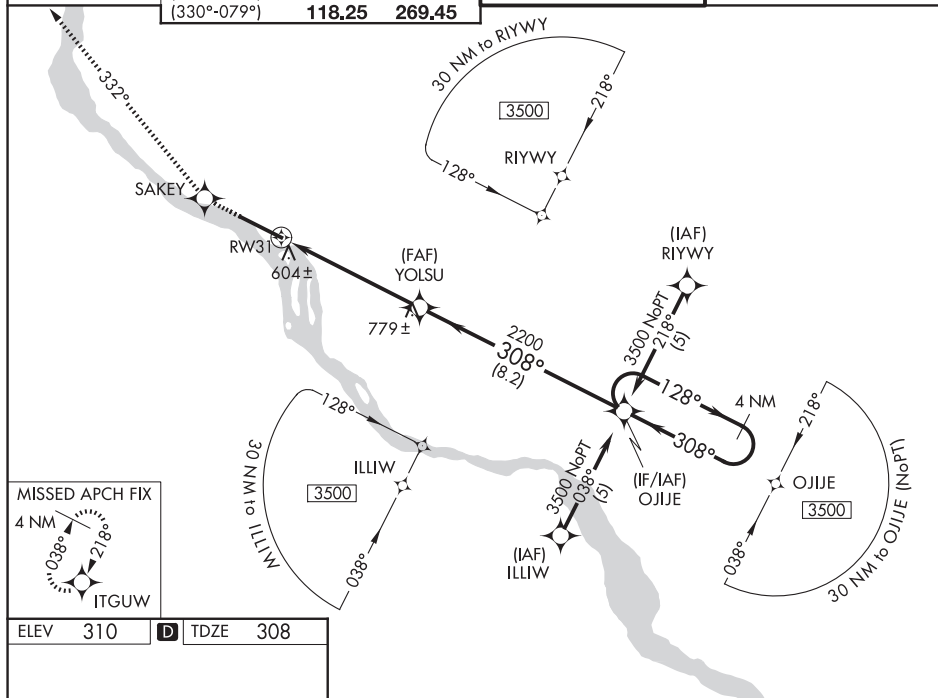 (330°-079°) 118.25 269.45
332°
SAKEY
RW31
604±
(FAF)
YOLSU
779±
2200
308°
(8.2)
30 NM to RIYWY
3500
218°
RIYWY
128°
(IAF)
RIYWY
3500 NoPT
218°
(5)
128°
4 NM
308°
(IF/IAF)
OJIJE
3500 NoPT
038°
(5)
(IAF)
ILLIW
128°
30 NM to ILLIW
ILLIW
3500
038°
218°
OJIJE
3500
038°
30 NM to OJIJE (NoPT)
MISSED APCH FIX
4 NM
038°
218°
ITGUW
ELEV 310 D TDZE 308